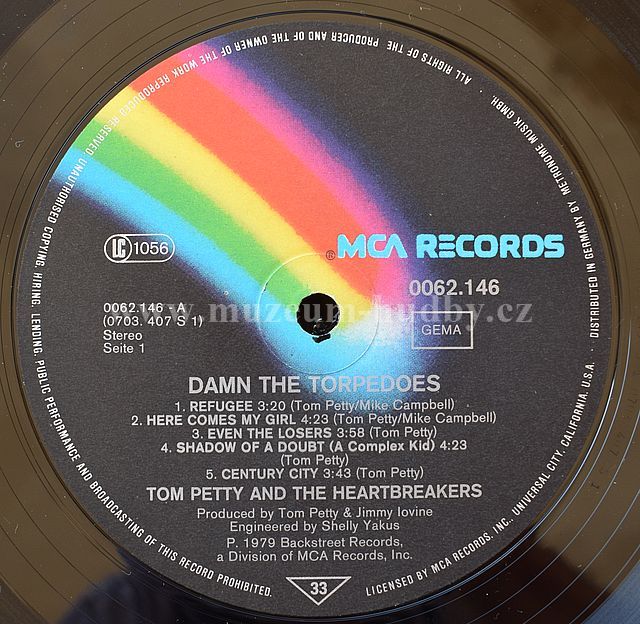 ALL RIGHTS OF THE PRODUCER AND OF THE OWNER OF THE WORK REPRODUCED RESERVED. UNAUTHORISED COPYING, HIRING, LENDING, PUBLIC PERFORMANCE AND BROADCASTING OF THIS RECORD PROHIBITED.
LC 1056
® MCA RECORDS
0062.146
GEMA
0062.146
(0703. 407 S 1)
Stereo
Seite 1
www.muzeum-hudby.cz
DAMN THE TORPEDOES
1. REFUGEE 3:20 (Tom Petty/Mike Campbell)
2. HERE COMES MY GIRL 4:23 (Tom Petty/Mike Campbell)
3. EVEN THE LOSERS 3:58 (Tom Petty)
4. SHADOW OF A DOUBT (A Complex Kid) 4:23
(Tom Petty)
5. CENTURY CITY 3:43 (Tom Petty)
TOM PETTY AND THE HEARTBREAKERS
Produced by Tom Petty & Jimmy Iovine
Engineered by Shelly Yakus
P. 1979 Backstreet Records,
a Division of MCA Records, Inc.
33
LICENSED BY MCA RECORDS, INC. UNIVERSAL CITY, CALIFORNIA, U.S.A. · DISTRIBUTED IN GERMANY BY METRONOME MUSIK GMBH.